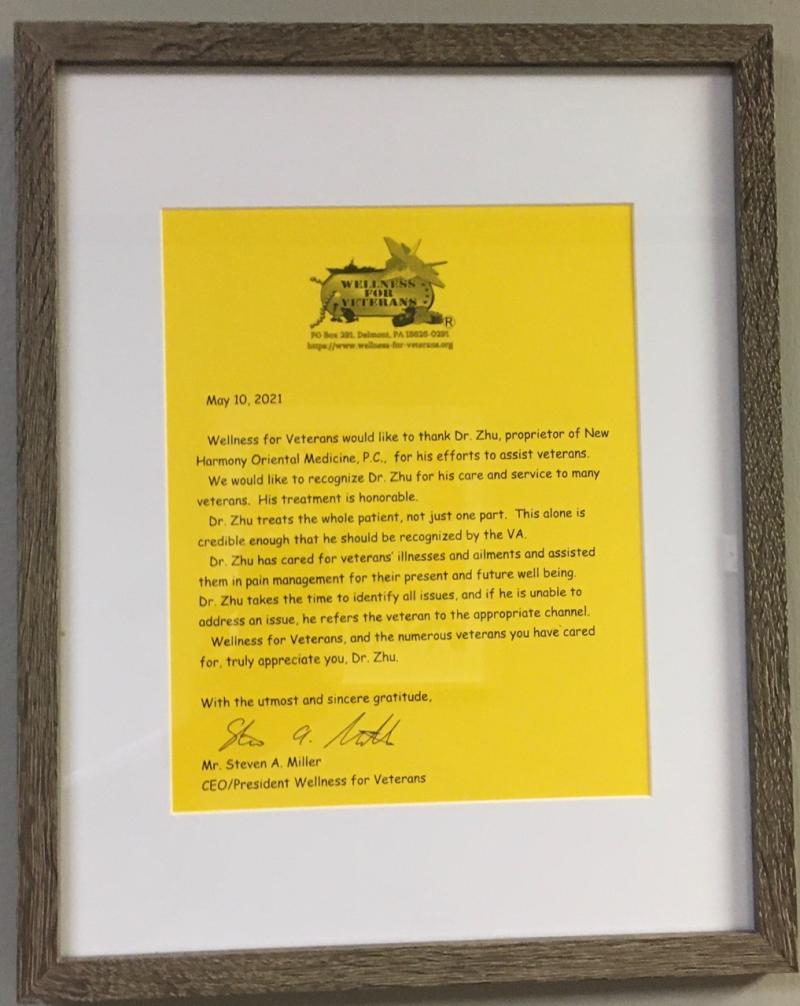 WELLNESS
FOR
VETERANS
®
PO Box 391, Delmont, PA 15626-0391
https://www.wellness-for-veterans.org
May 10, 2021
Wellness for Veterans would like to thank Dr. Zhu, proprietor of New
Harmony Oriental Medicine, P.C., for his efforts to assist veterans.
We would like to recognize Dr. Zhu for his care and service to many
veterans. His treatment is honorable.
Dr. Zhu treats the whole patient, not just one part. This alone is
credible enough that he should be recognized by the VA.
Dr. Zhu has cared for veterans' illnesses and ailments and assisted
them in pain management for their present and future well being.
Dr. Zhu takes the time to identify all issues, and if he is unable to
address an issue, he refers the veteran to the appropriate channel.
Wellness for Veterans, and the numerous veterans you have cared
for, truly appreciate you, Dr. Zhu.
With the utmost and sincere gratitude,
Mr. Steven A. Miller
CEO/President Wellness for Veterans